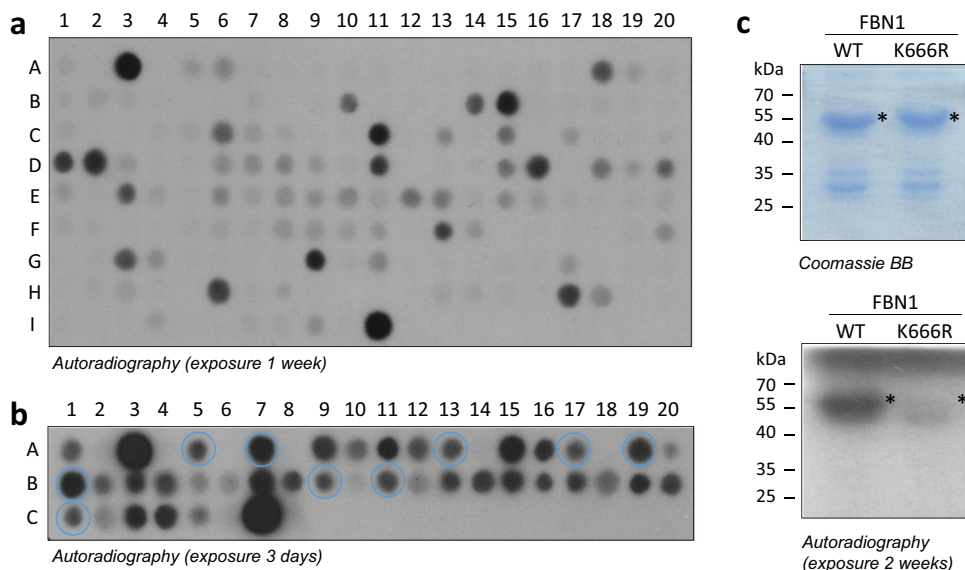 a
1 2 3 4 5 6 7 8 9 10 11 12 13 14 15 16 17 18 19 20
A
B
C
D
E
F
G
H
I
Autoradiography (exposure 1 week)
b
1 2 3 4 5 6 7 8 9 10 11 12 13 14 15 16 17 18 19 20
A
B
C
Autoradiography (exposure 3 days)
c
FBN1
WT K666R
kDa
70
55 * *
40
35
25
Coomassie BB
FBN1
WT K666R
kDa
70
55 * *
40
35
25
Autoradiography
(exposure 2 weeks)